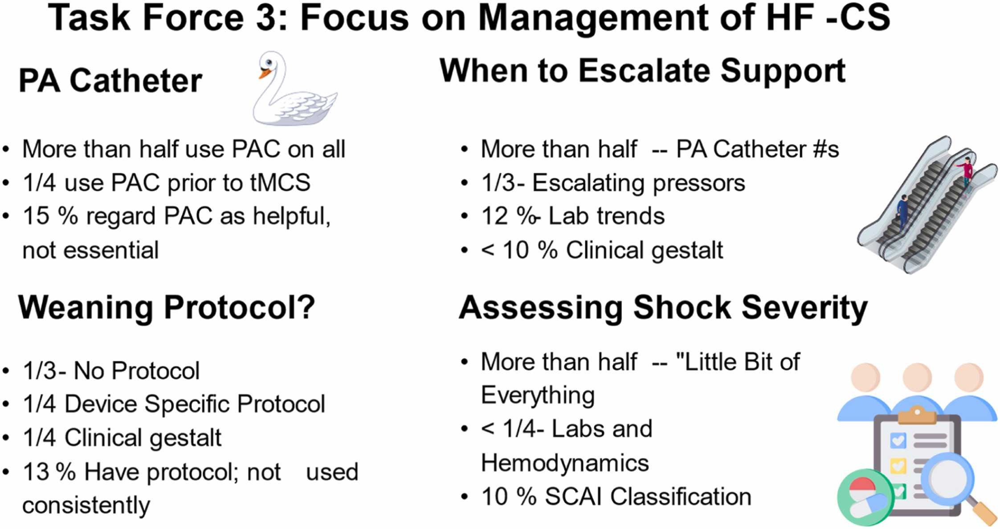 Task Force 3: Focus on Management of HF -CS
PA Catheter
• More than half use PAC on all
• 1/4 use PAC prior to tMCS
• 15 % regard PAC as helpful,
not essential
When to Escalate Support
• More than half -- PA Catheter #s
• 1/3- Escalating pressors
• 12 %- Lab trends
• < 10 % Clinical gestalt
Weaning Protocol?
• 1/3- No Protocol
• 1/4 Device Specific Protocol
• 1/4 Clinical gestalt
• 13 % Have protocol; not used
consistently
Assessing Shock Severity
• More than half -- "Little Bit of
Everything
• < 1/4- Labs and
Hemodynamics
• 10 % SCAI Classification